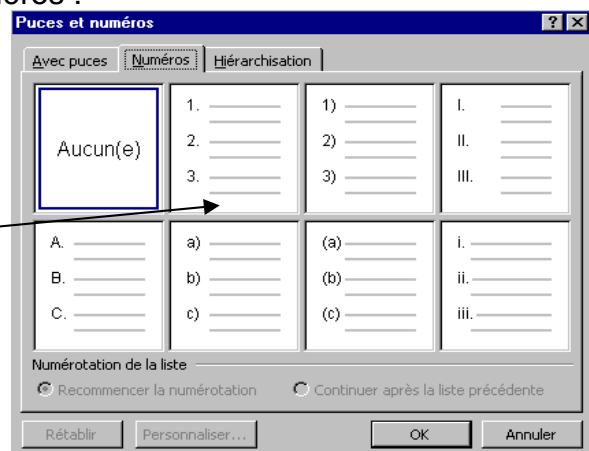 Puces et numéros
Avec puces Numéros Hiérarchisation
Aucun(e)
1.
2.
3.
1)
2)
3)
I.
II.
III.
A.
B.
C.
a)
b)
c)
(a)
(b)
(c)
i.
ii.
iii.
Numérotation de la liste
Recommencer la numérotation Continuer après la liste précédente
Rétablir Personnaliser... OK Annuler